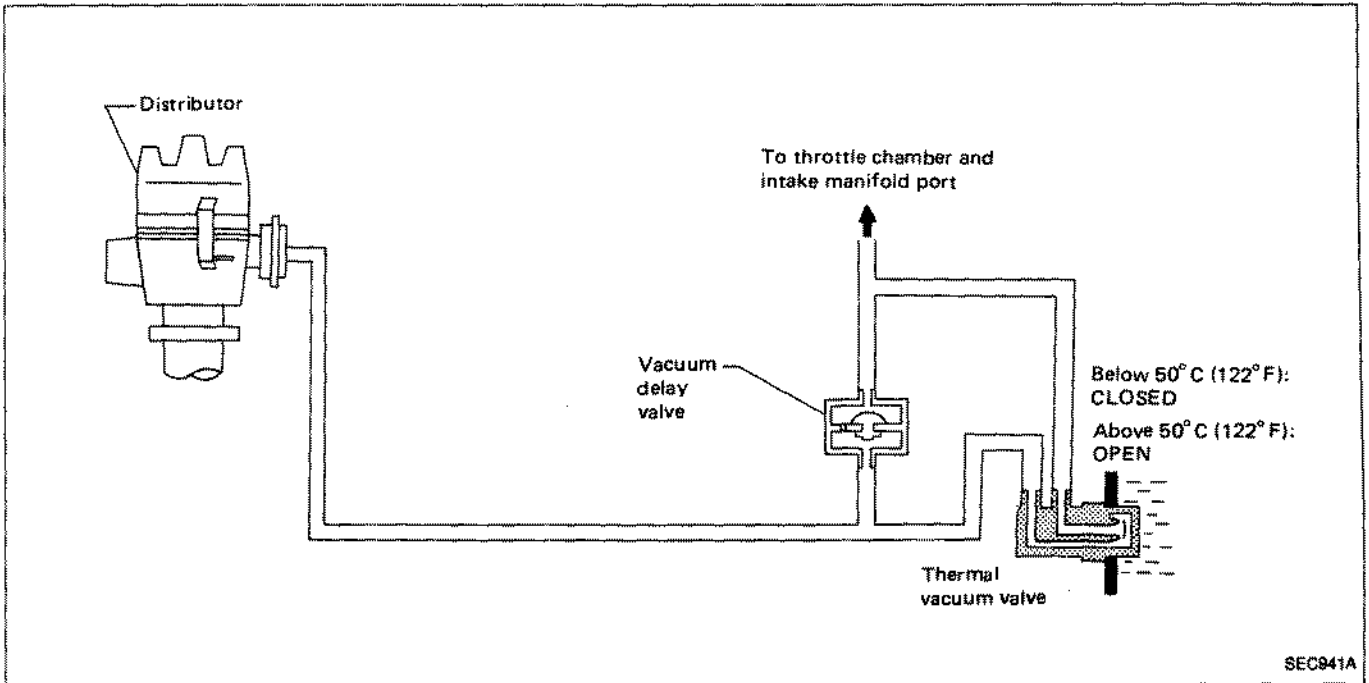 Distributor
To throttle chamber and
intake manifold port
Vacuum
delay
valve
Below 50°C (122°F):
CLOSED
Above 50°C (122°F):
OPEN
Thermal
vacuum valve
SEC941A